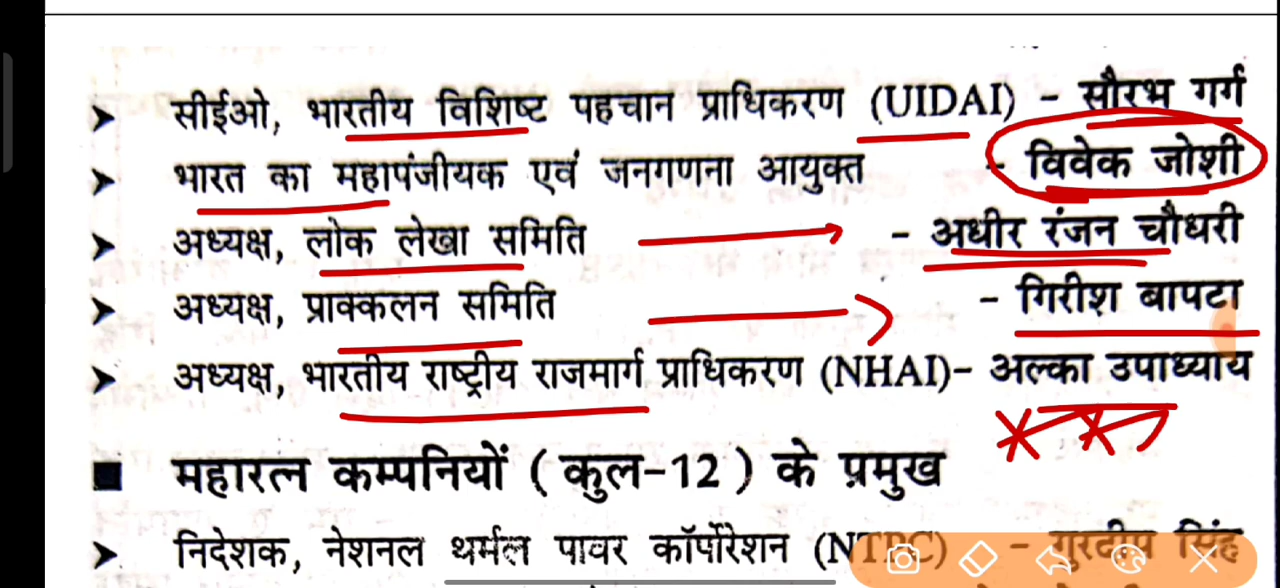 ➤ सीईओ, भारतीय विशिष्ट पहचान प्राधिकरण (UIDAI) - सौरभ गर्ग
➤ भारत का महापंजीयक एवं जनगणना आयुक्त - विवेक जोशी
➤ अध्यक्ष, लोक लेखा समिति - अधीर रंजन चौधरी
➤ अध्यक्ष, प्राक्कलन समिति - गिरीश बापटा
➤ अध्यक्ष, भारतीय राष्ट्रीय राजमार्ग प्राधिकरण (NHAI)- अल्का उपाध्याय
■ महारत्न कम्पनियों ( कुल-12 ) के प्रमुख
➤ निदेशक, नेशनल थर्मल पावर कॉर्पोरेशन (NTPC) - गुरदीप सिंह